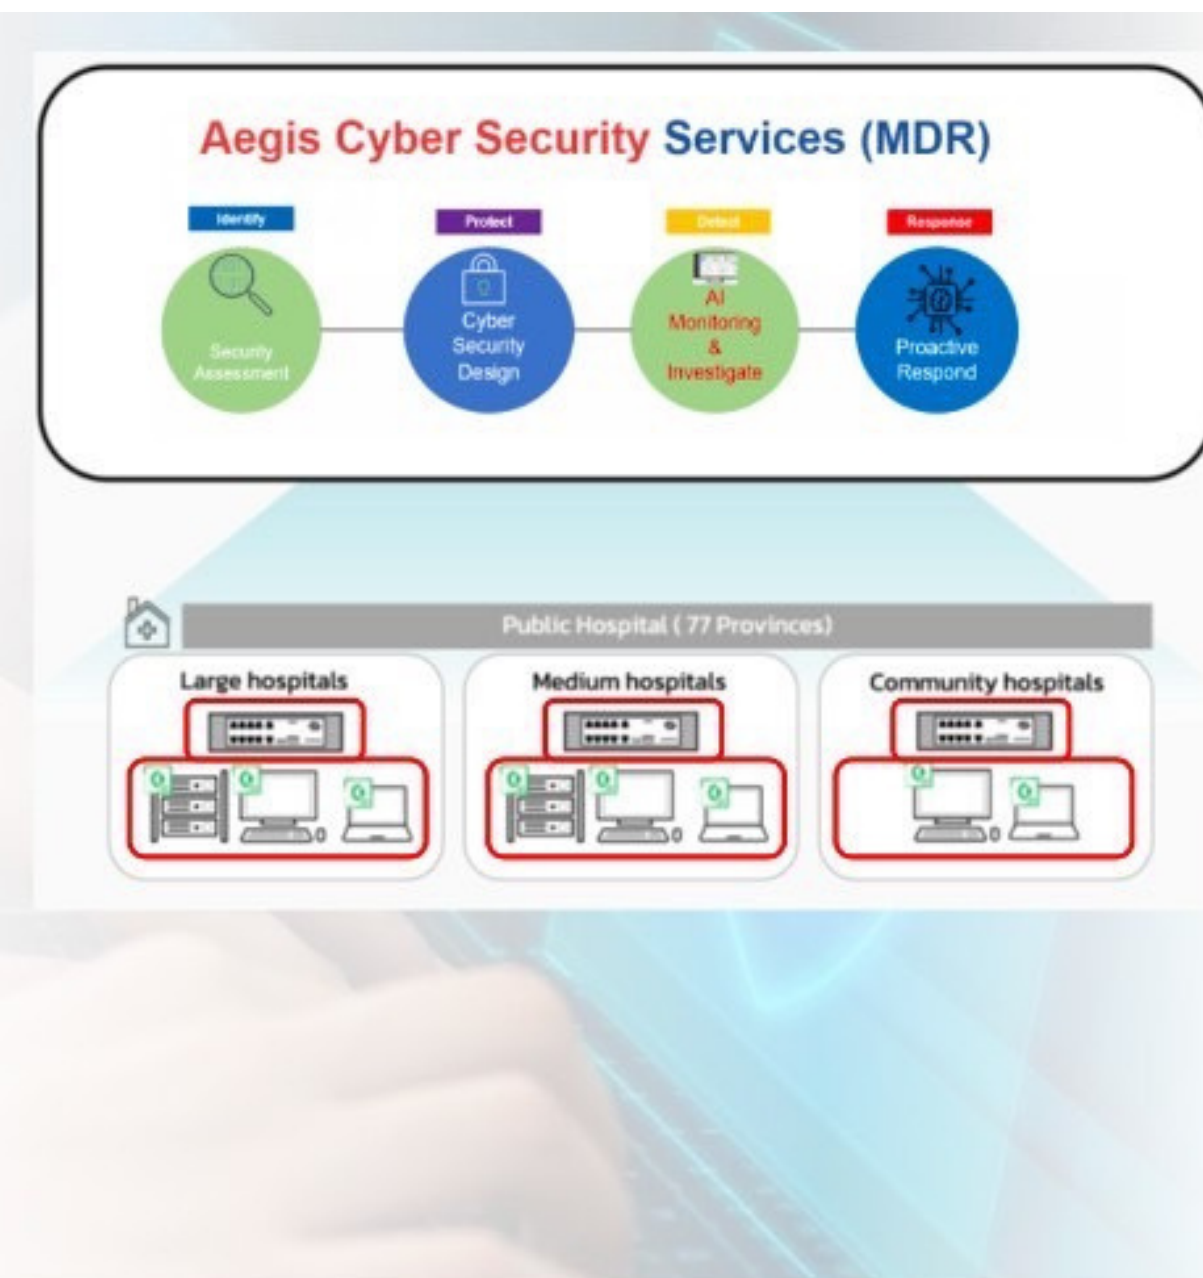 Aegis Cyber Security Services (MDR)
Identify
Protect
Detect
Response
Security
Assessment
Cyber
Security
Design
AI
Monitoring
&
Investigate
Proactive
Respond
Public Hospital ( 77 Provinces)
Large hospitals
Medium hospitals
Community hospitals